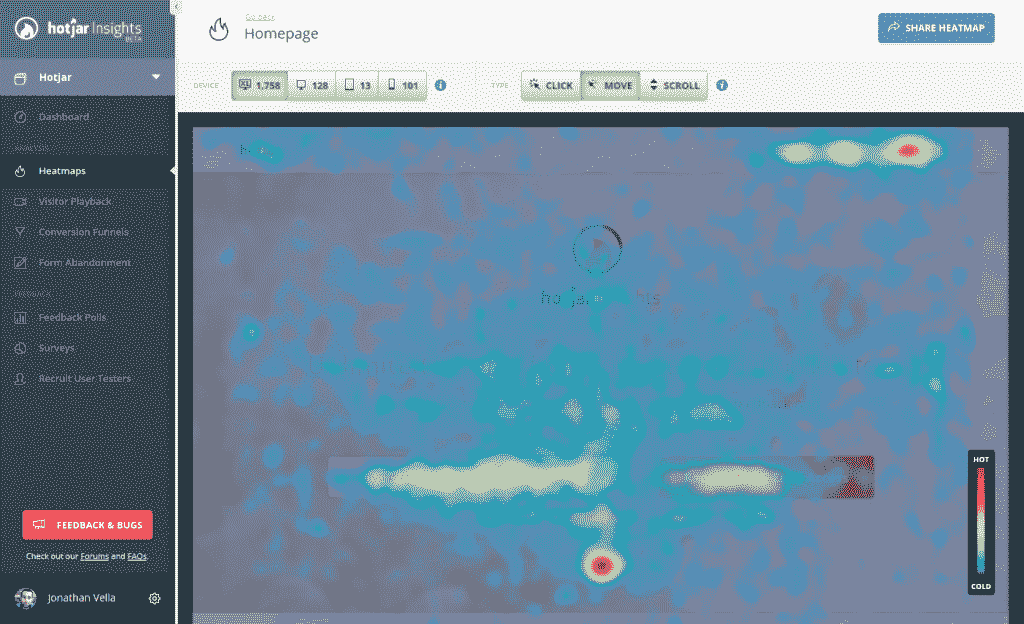 hotjar Insights
BETA
Hotjar
Dashboard
ANALYSIS
Heatmaps
Visitor Playback
Conversion Funnels
Form Abandonment
FEEDBACK
Feedback Polls
Surveys
Recruit User Testers
FEEDBACK & BUGS
Check out our Forums and FAQs.
Jonathan Vella
Go back
Homepage
SHARE HEATMAP
DEVICE
1,758
128
13
101
TYPE
CLICK
MOVE
SCROLL
HOT
COLD